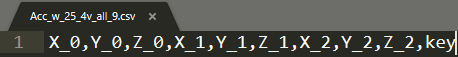 Acc_w_25_4v_all_9.csv ×
1 X_0,Y_0,Z_0,X_1,Y_1,Z_1,X_2,Y_2,Z_2,key